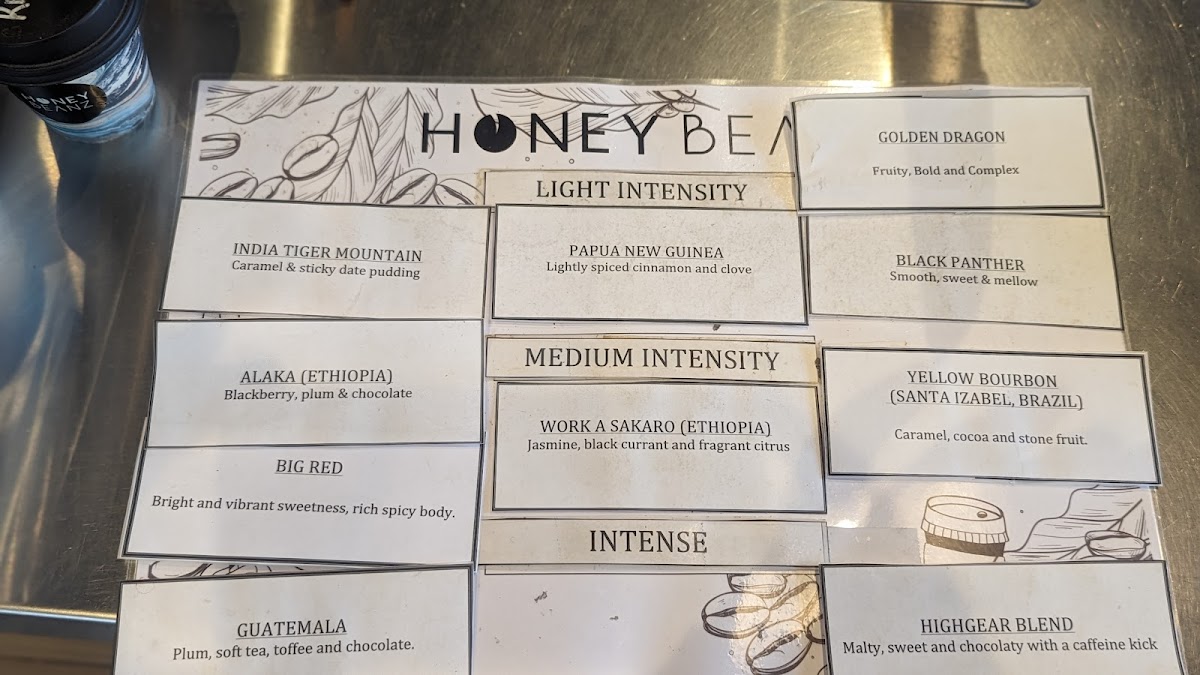 HONEY BEA
HONEY
BEANZ
GOLDEN DRAGON
Fruity, Bold and Complex
LIGHT INTENSITY
INDIA TIGER MOUNTAIN
Caramel & sticky date pudding
PAPUA NEW GUINEA
Lightly spiced cinnamon and clove
BLACK PANTHER
Smooth, sweet & mellow
MEDIUM INTENSITY
ALAKA (ETHIOPIA)
Blackberry, plum & chocolate
WORK A SAKARO (ETHIOPIA)
Jasmine, black currant and fragrant citrus
YELLOW BOURBON
(SANTA IZABEL, BRAZIL)
Caramel, cocoa and stone fruit.
BIG RED
Bright and vibrant sweetness, rich spicy body.
INTENSE
GUATEMALA
Plum, soft tea, toffee and chocolate.
HIGHGEAR BLEND
Malty, sweet and chocolaty with a caffeine kick